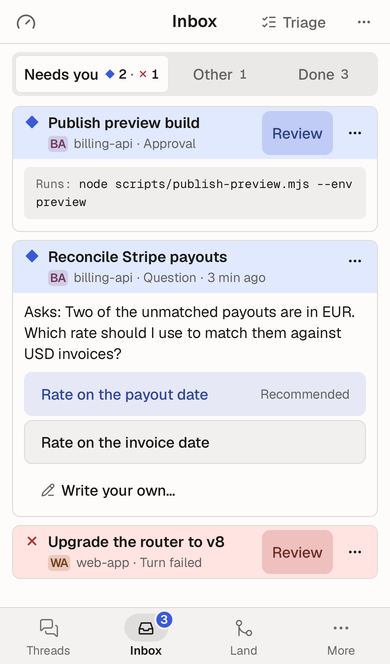 Inbox
Triage
Needs you 2 · × 1
Other 1
Done 3
Publish preview build
BA billing-api · Approval
Review
Runs: node scripts/publish-preview.mjs --env
preview
Reconcile Stripe payouts
BA billing-api · Question · 3 min ago
Asks: Two of the unmatched payouts are in EUR.
Which rate should I use to match them against
USD invoices?
Rate on the payout date
Recommended
Rate on the invoice date
Write your own...
Upgrade the router to v8
WA web-app · Turn failed
Review
3
Threads
Inbox
Land
More